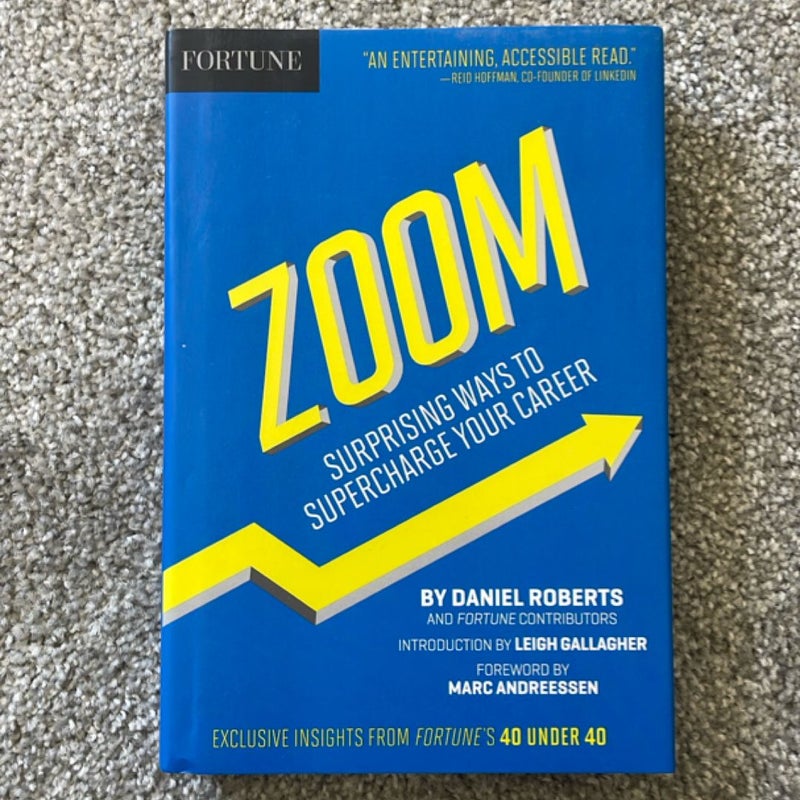 FORTUNE
“AN ENTERTAINING, ACCESSIBLE READ.”
—REID HOFFMAN, CO-FOUNDER OF LINKEDIN
ZOOM
SURPRISING WAYS TO
SUPERCHARGE YOUR CAREER
BY DANIEL ROBERTS
AND FORTUNE CONTRIBUTORS
INTRODUCTION BY LEIGH GALLAGHER
FOREWORD BY
MARC ANDREESSEN
EXCLUSIVE INSIGHTS FROM FORTUNE'S 40 UNDER 40